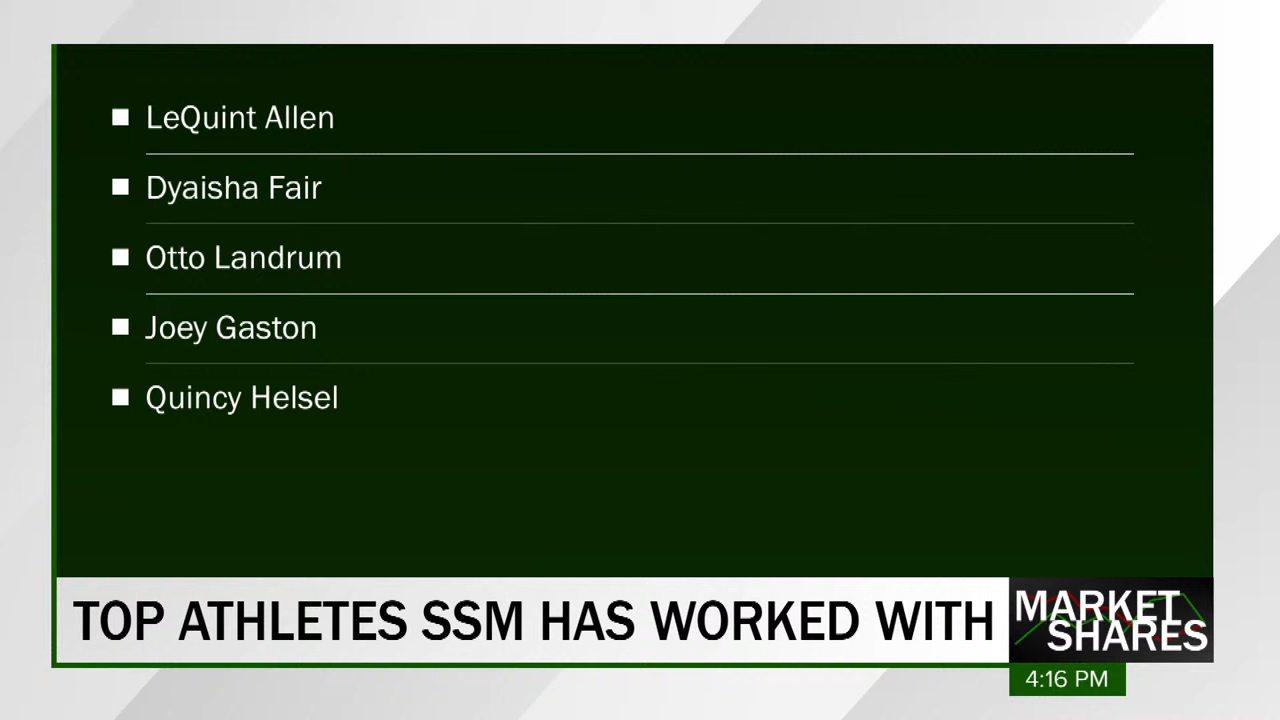 LeQuint Allen
Dyaisha Fair
Otto Landrum
Joey Gaston
Quincy Helsel
TOP ATHLETES SSM HAS WORKED WITH
MARKET
SHARES
4:16 PM